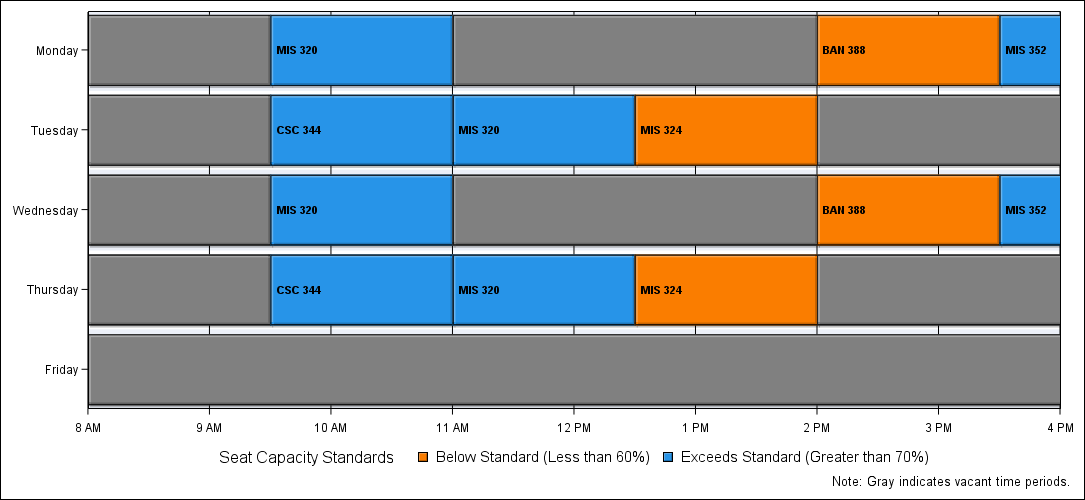 Monday MIS 320 BAN 388 MIS 352
Tuesday CSC 344 MIS 320 MIS 324
Wednesday MIS 320 BAN 388 MIS 352
Thursday CSC 344 MIS 320 MIS 324
Friday
8 AM 9 AM 10 AM 11 AM 12 PM 1 PM 2 PM 3 PM 4 PM
Seat Capacity Standards Below Standard (Less than 60%) Exceeds Standard (Greater than 70%)
Note: Gray indicates vacant time periods.